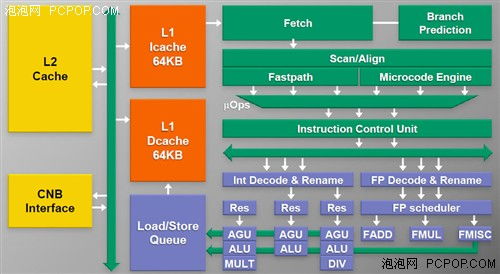 泡泡网 PCPOP.COM
L2
Cache
CNB
Interface
L1
Icache
64KB
L1
Dcache
64KB
Load/Store
Queue
Fetch
Branch
Prediction
Scan/Align
Fastpath
Microcode Engine
µOps
Instruction Control Unit
Int Decode & Rename
FP Decode & Rename
Res
Res
Res
FP scheduler
AGU
AGU
AGU
FADD
FMUL
FMISC
ALU
ALU
ALU
MULT
DIV
泡泡网 PCPOP.COM